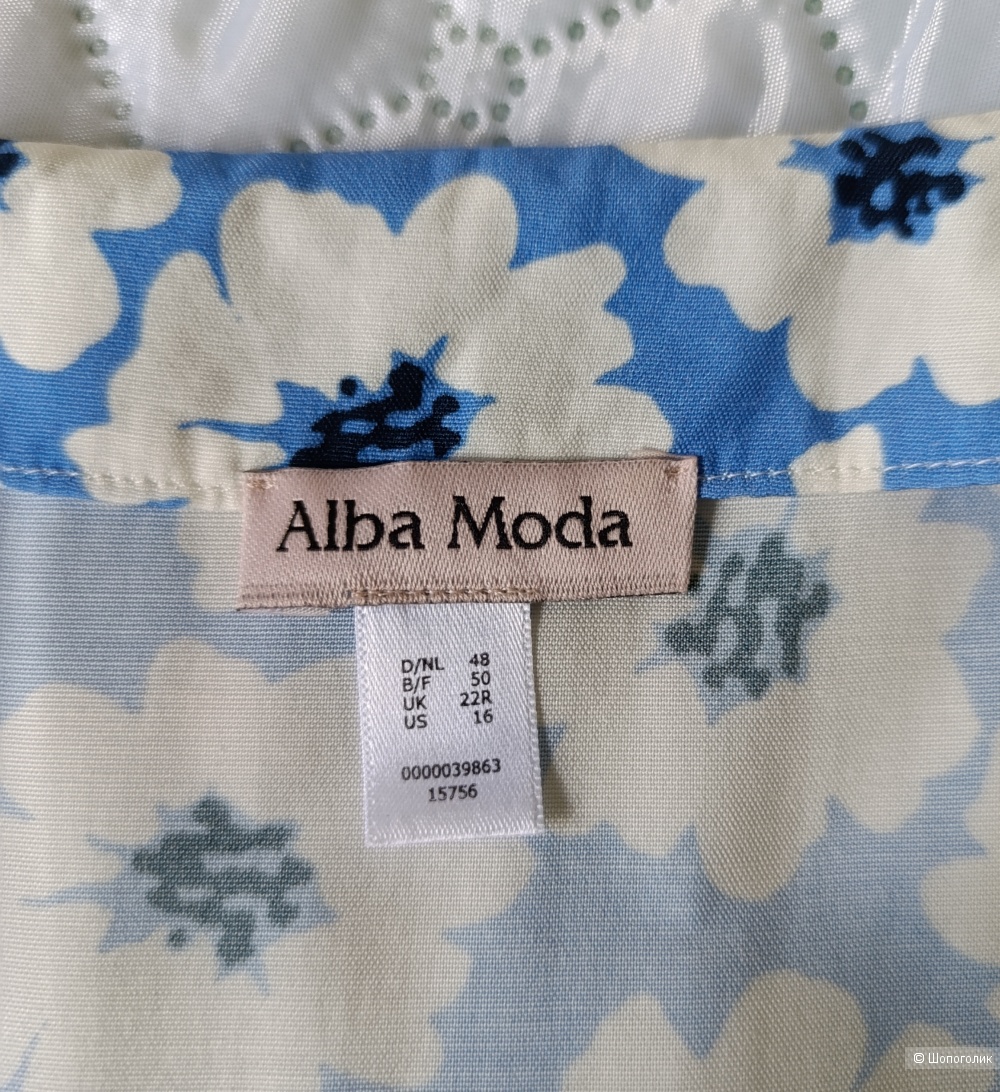 Alba Moda
D/NL 48
B/F 50
UK 22R
US 16
0000039863
15756
© Шопоголик